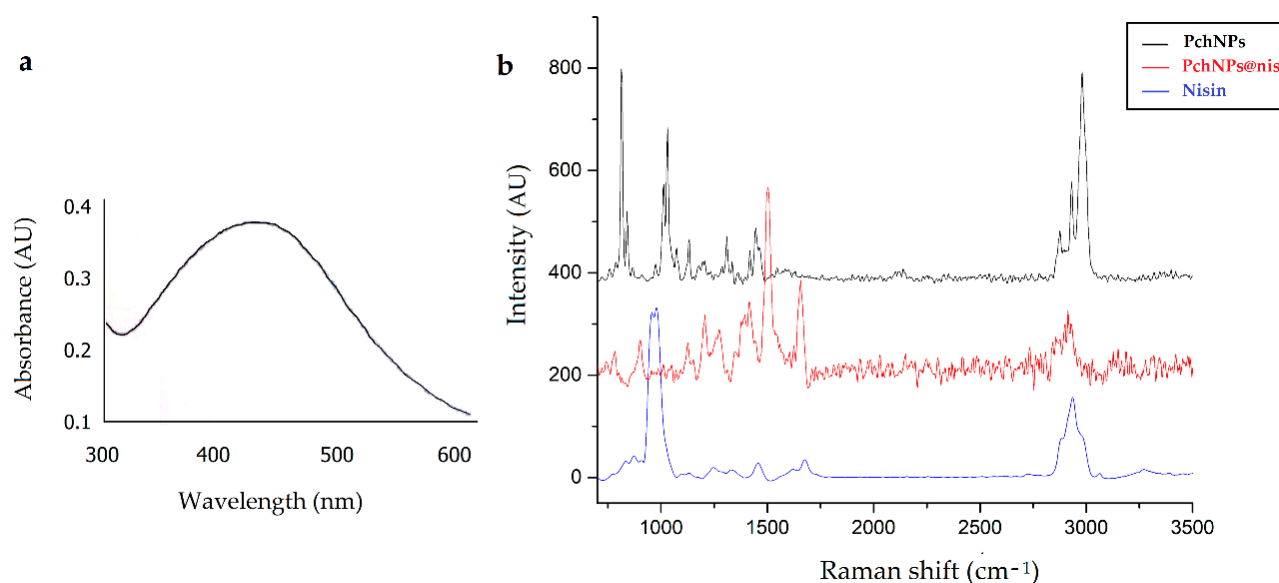 a
0.4
0.3
0.2
0.1
300
400
500
600
Absorbance (AU)
Wavelength (nm)
b
800
600
400
200
0
1000
1500
2000
2500
3000
3500
Intensity (AU)
Raman shift (cm⁻¹)
PchNPs
PchNPs@nis
Nisin